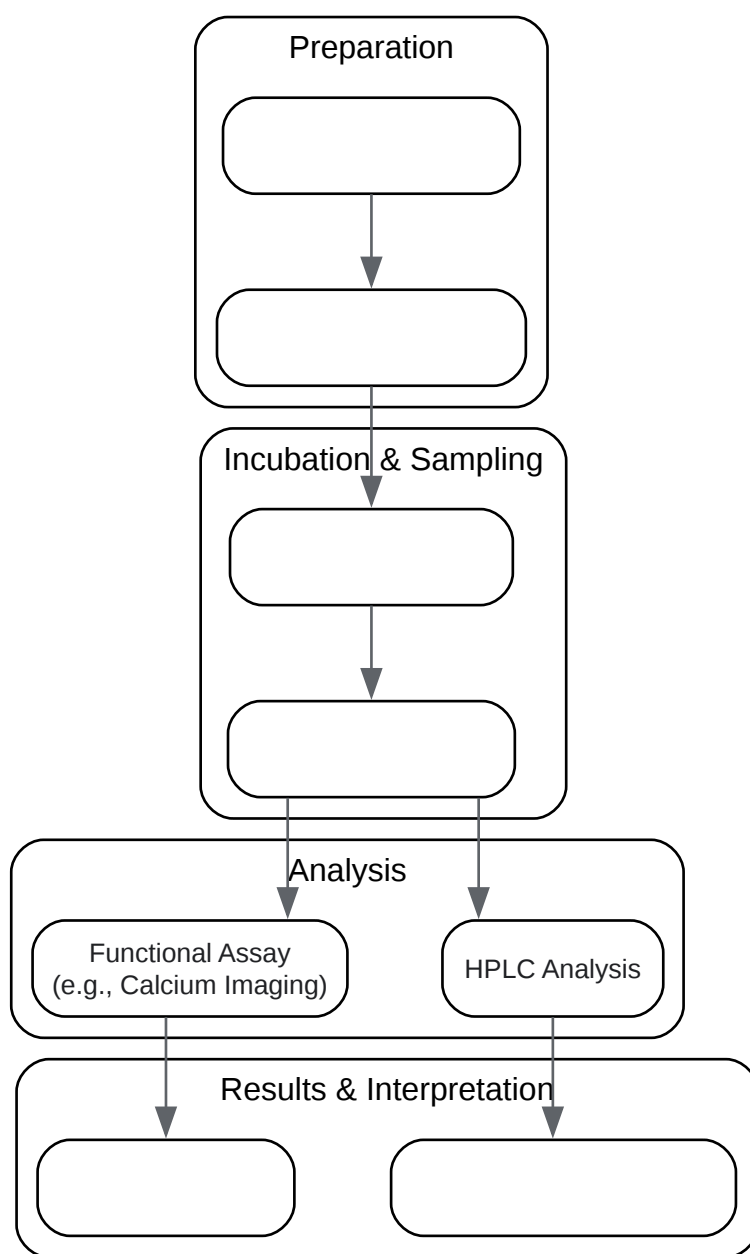 Preparation
Incubation & Sampling
Analysis
Functional Assay
(e.g., Calcium Imaging)
HPLC Analysis
Results & Interpretation